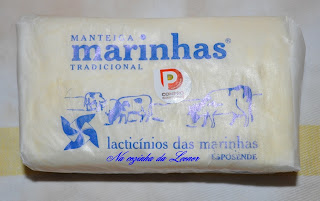 MANTEIGA
marinhas®
TRADICIONAL
lacticínios das marinhas
Na cozinha da Leonor
ESPOSENDE